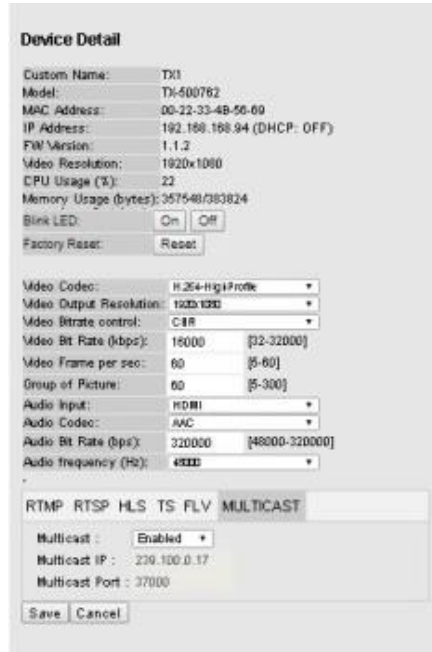 Device Detail
Custom Name: TX1
Model: TX-500762
MAC Address: 00-22-33-4B-56-69
IP Address: 192.168.168.94 (DHCP: OFF)
FW Version: 1.1.2
Video Resolution: 1920x1080
CPU Usage (%): 22
Memory Usage (bytes): 357548/383824
Blink LED: On Off
Factory Reset: Reset
Video Codec: H.264-High Profile
Video Output Resolution: 1920x1080
Video Bitrate control: CBR
Video Bit Rate (kbps): 16000 [32-32000]
Video Frame per sec: 60 [5-60]
Group of Picture: 60 [5-300]
Audio Input: HDMI
Audio Codec: AAC
Audio Bit Rate (bps): 320000 [48000-320000]
Audio frequency (Hz): 48000
RTMP RTSP HLS TS FLV MULTICAST
Multicast : Enabled
Multicast IP : 239.100.0.17
Multicast Port : 37000
Save Cancel